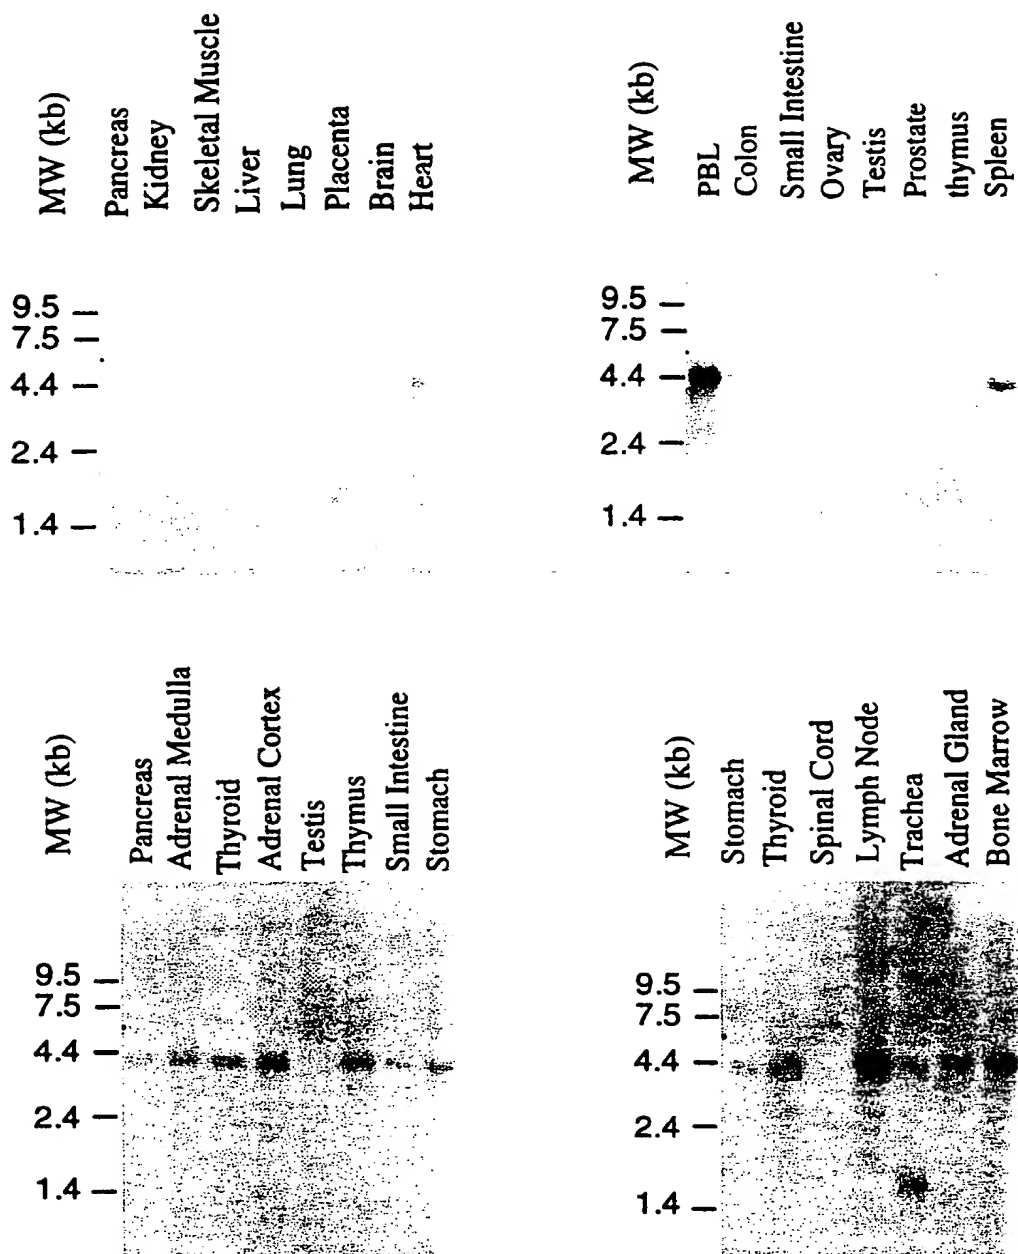 MW (kb)
Pancreas
Kidney
Skeletal Muscle
Liver
Lung
Placenta
Brain
Heart
9.5
7.5
4.4
2.4
1.4
MW (kb)
PBL
Colon
Small Intestine
Ovary
Testis
Prostate
thymus
Spleen
9.5
7.5
4.4
2.4
1.4
MW (kb)
Pancreas
Adrenal Medulla
Thyroid
Adrenal Cortex
Testis
Thymus
Small Intestine
Stomach
9.5
7.5
4.4
2.4
1.4
MW (kb)
Stomach
Thyroid
Spinal Cord
Lymph Node
Trachea
Adrenal Gland
Bone Marrow
9.5
7.5
4.4
2.4
1.4